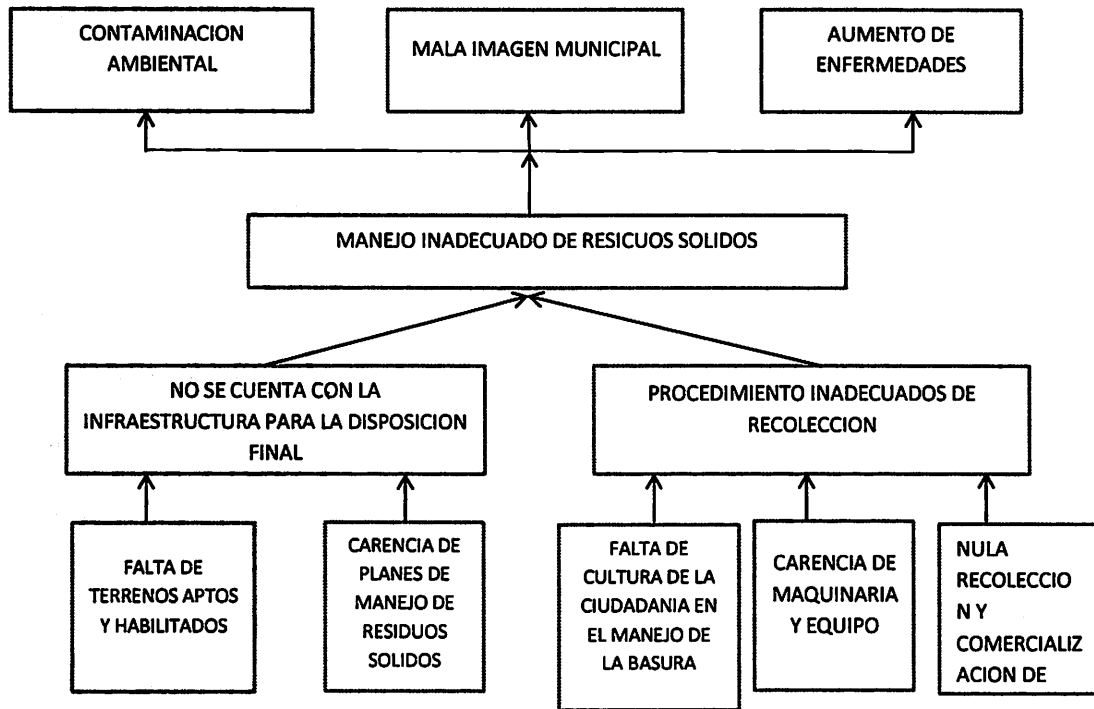 CONTAMINACION
AMBIENTAL
MALA IMAGEN MUNICIPAL
AUMENTO DE
ENFERMEDADES
MANEJO INADECUADO DE RESICUOS SOLIDOS
NO SE CUENTA CON LA
INFRAESTRUCTURA PARA LA DISPOSICION
FINAL
PROCEDIMIENTO INADECUADOS DE
RECOLECCION
FALTA DE
TERRENOS APTOS
Y HABILITADOS
CARENCIA DE
PLANES DE
MANEJO DE
RESIDUOS
SOLIDOS
FALTA DE
CULTURA DE LA
CIUDADANIA EN
EL MANEJO DE
LA BASURA
CARENCIA DE
MAQUINARIA
Y EQUIPO
NULA
RECOLECCIO
N Y
COMERCIALIZ
ACION DE